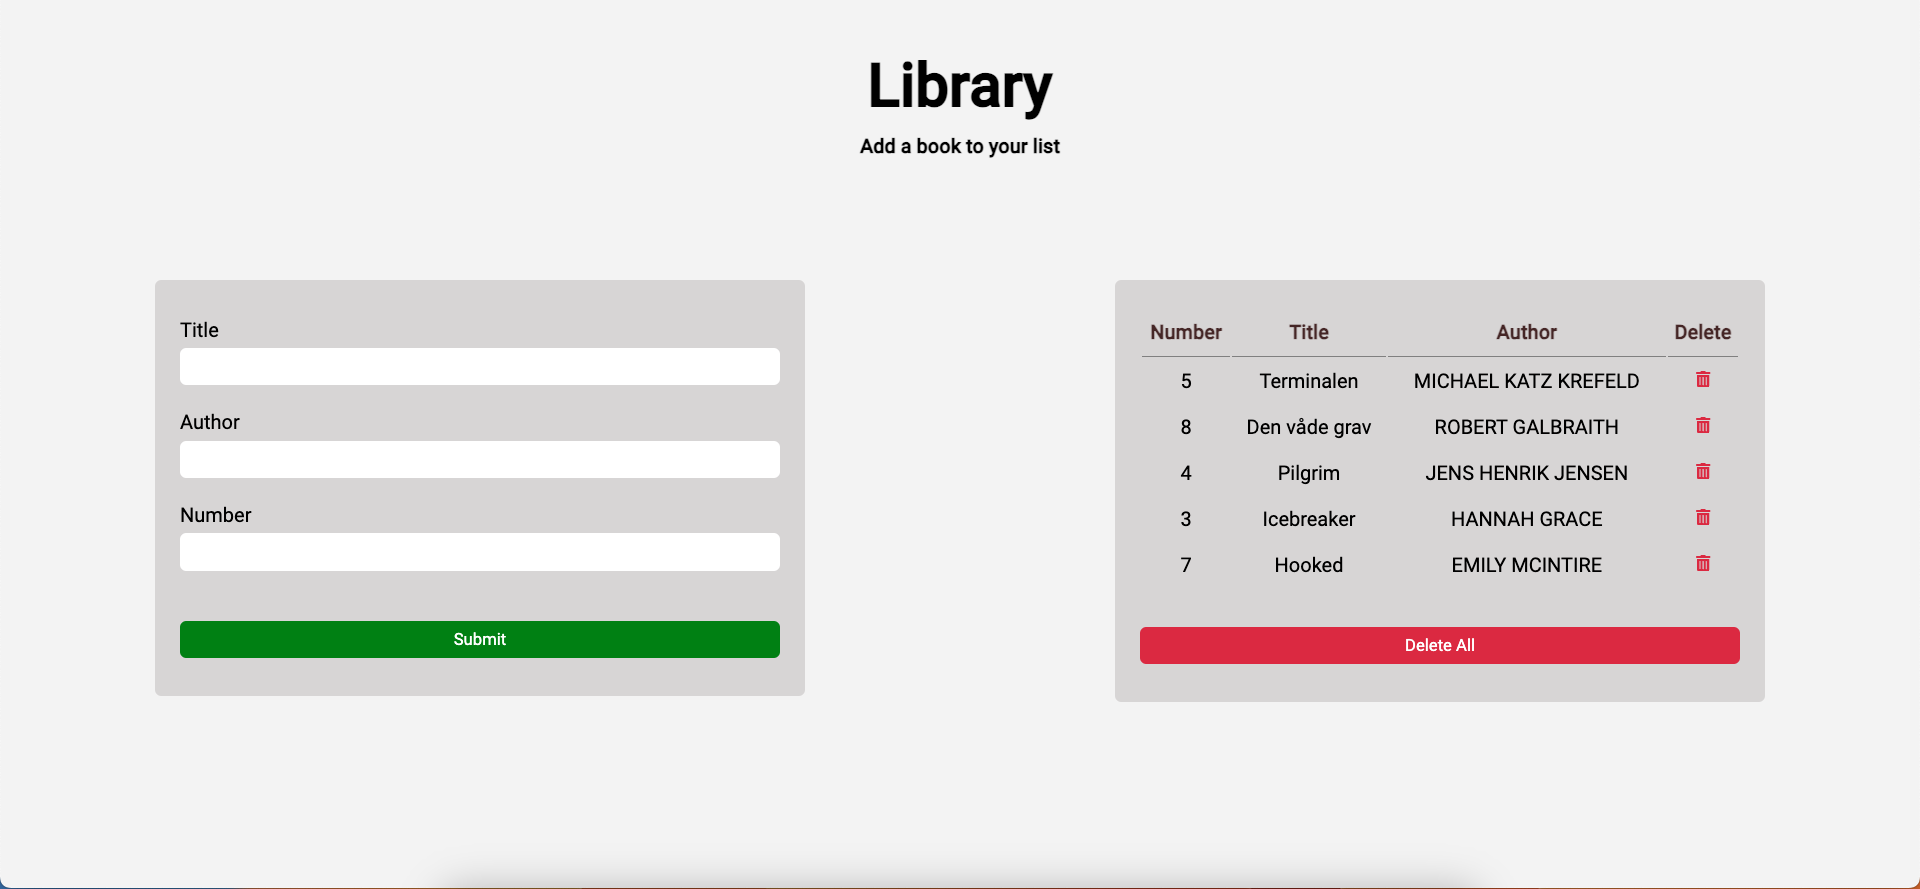 Library
Add a book to your list
Title
Author
Number
Submit
Number Title Author Delete
5 Terminalen MICHAEL KATZ KREFELD
8 Den våde grav ROBERT GALBRAITH
4 Pilgrim JENS HENRIK JENSEN
3 Icebreaker HANNAH GRACE
7 Hooked EMILY MCINTIRE
Delete All